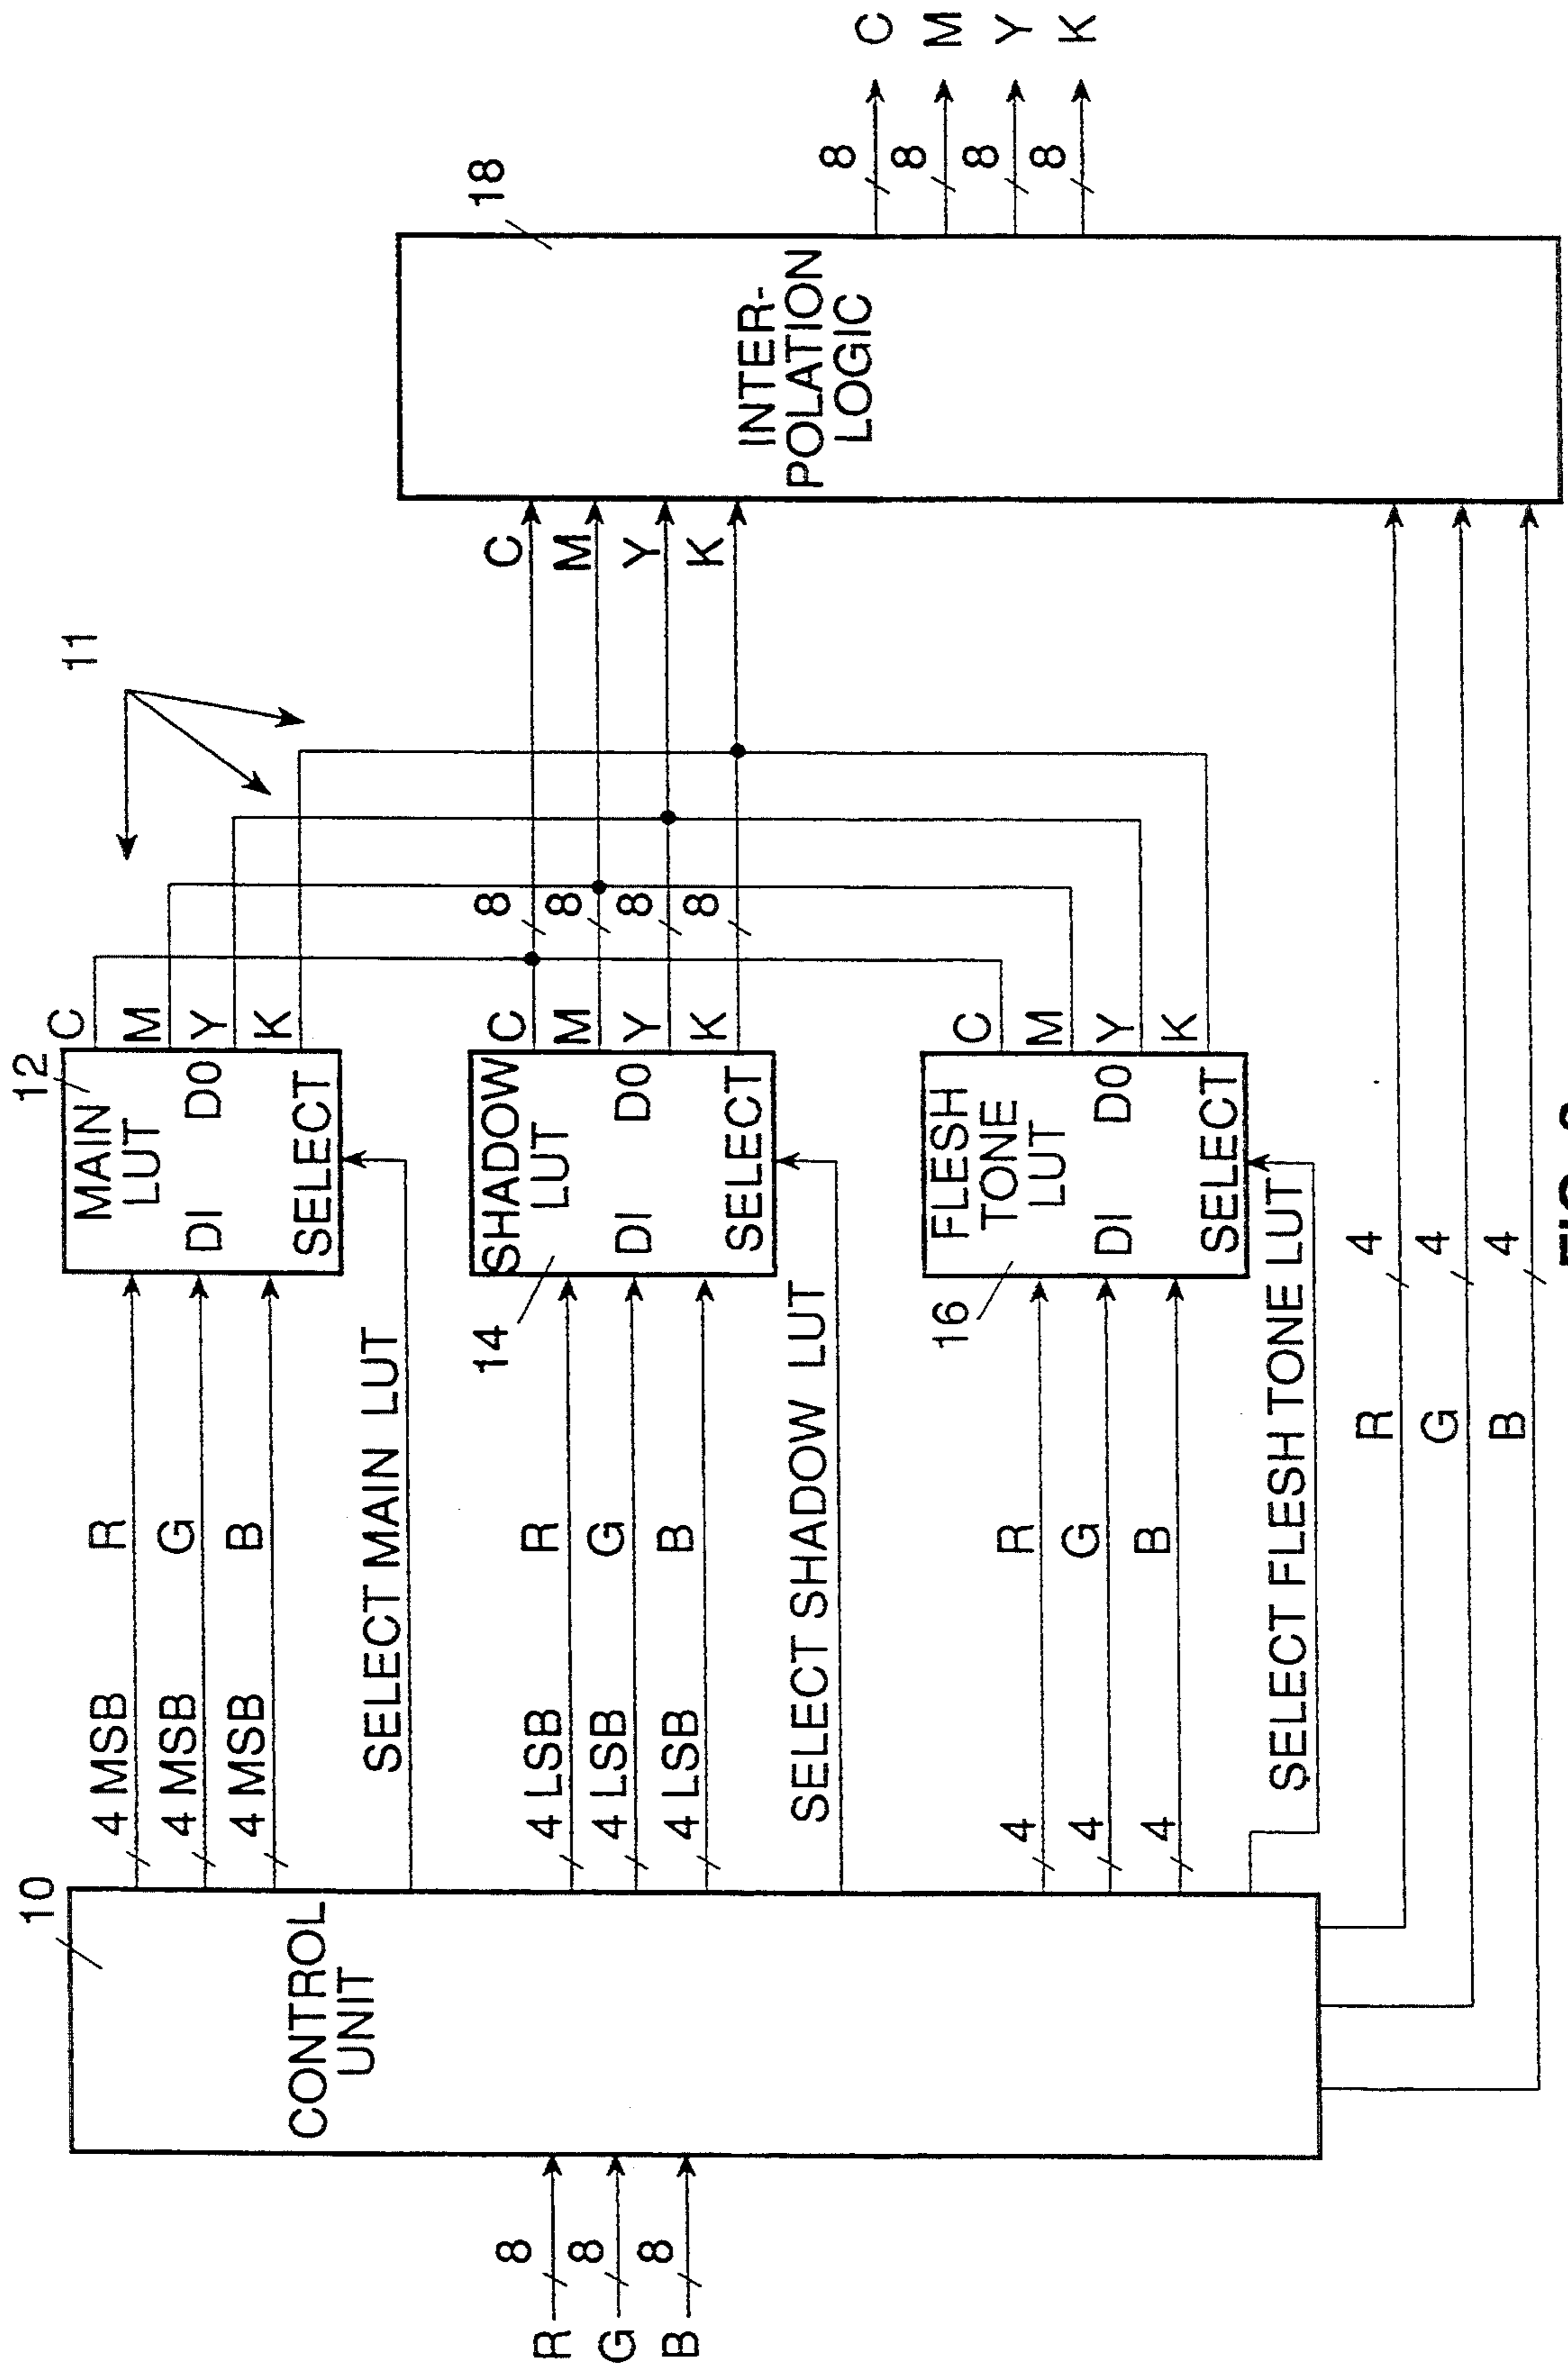 10
CONTROL
UNIT
R
8
G
8
B
8
4 MSB
R
4 MSB
G
4 MSB
B
SELECT MAIN LUT
12
MAIN
LUT
DI
D0
SELECT
C
M
Y
K
11
4 LSB
R
4 LSB
G
4 LSB
B
SELECT SHADOW LUT
14
SHADOW
LUT
DI
D0
SELECT
C
M
Y
K
8
8
8
8
C
M
Y
K
4
R
4
G
4
B
SELECT FLESH TONE LUT
16
FLESH
TONE
LUT
DI
D0
SELECT
C
M
Y
K
R
4
G
4
B
4
18
INTER-
POLATION
LOGIC
8
C
8
M
8
Y
8
K